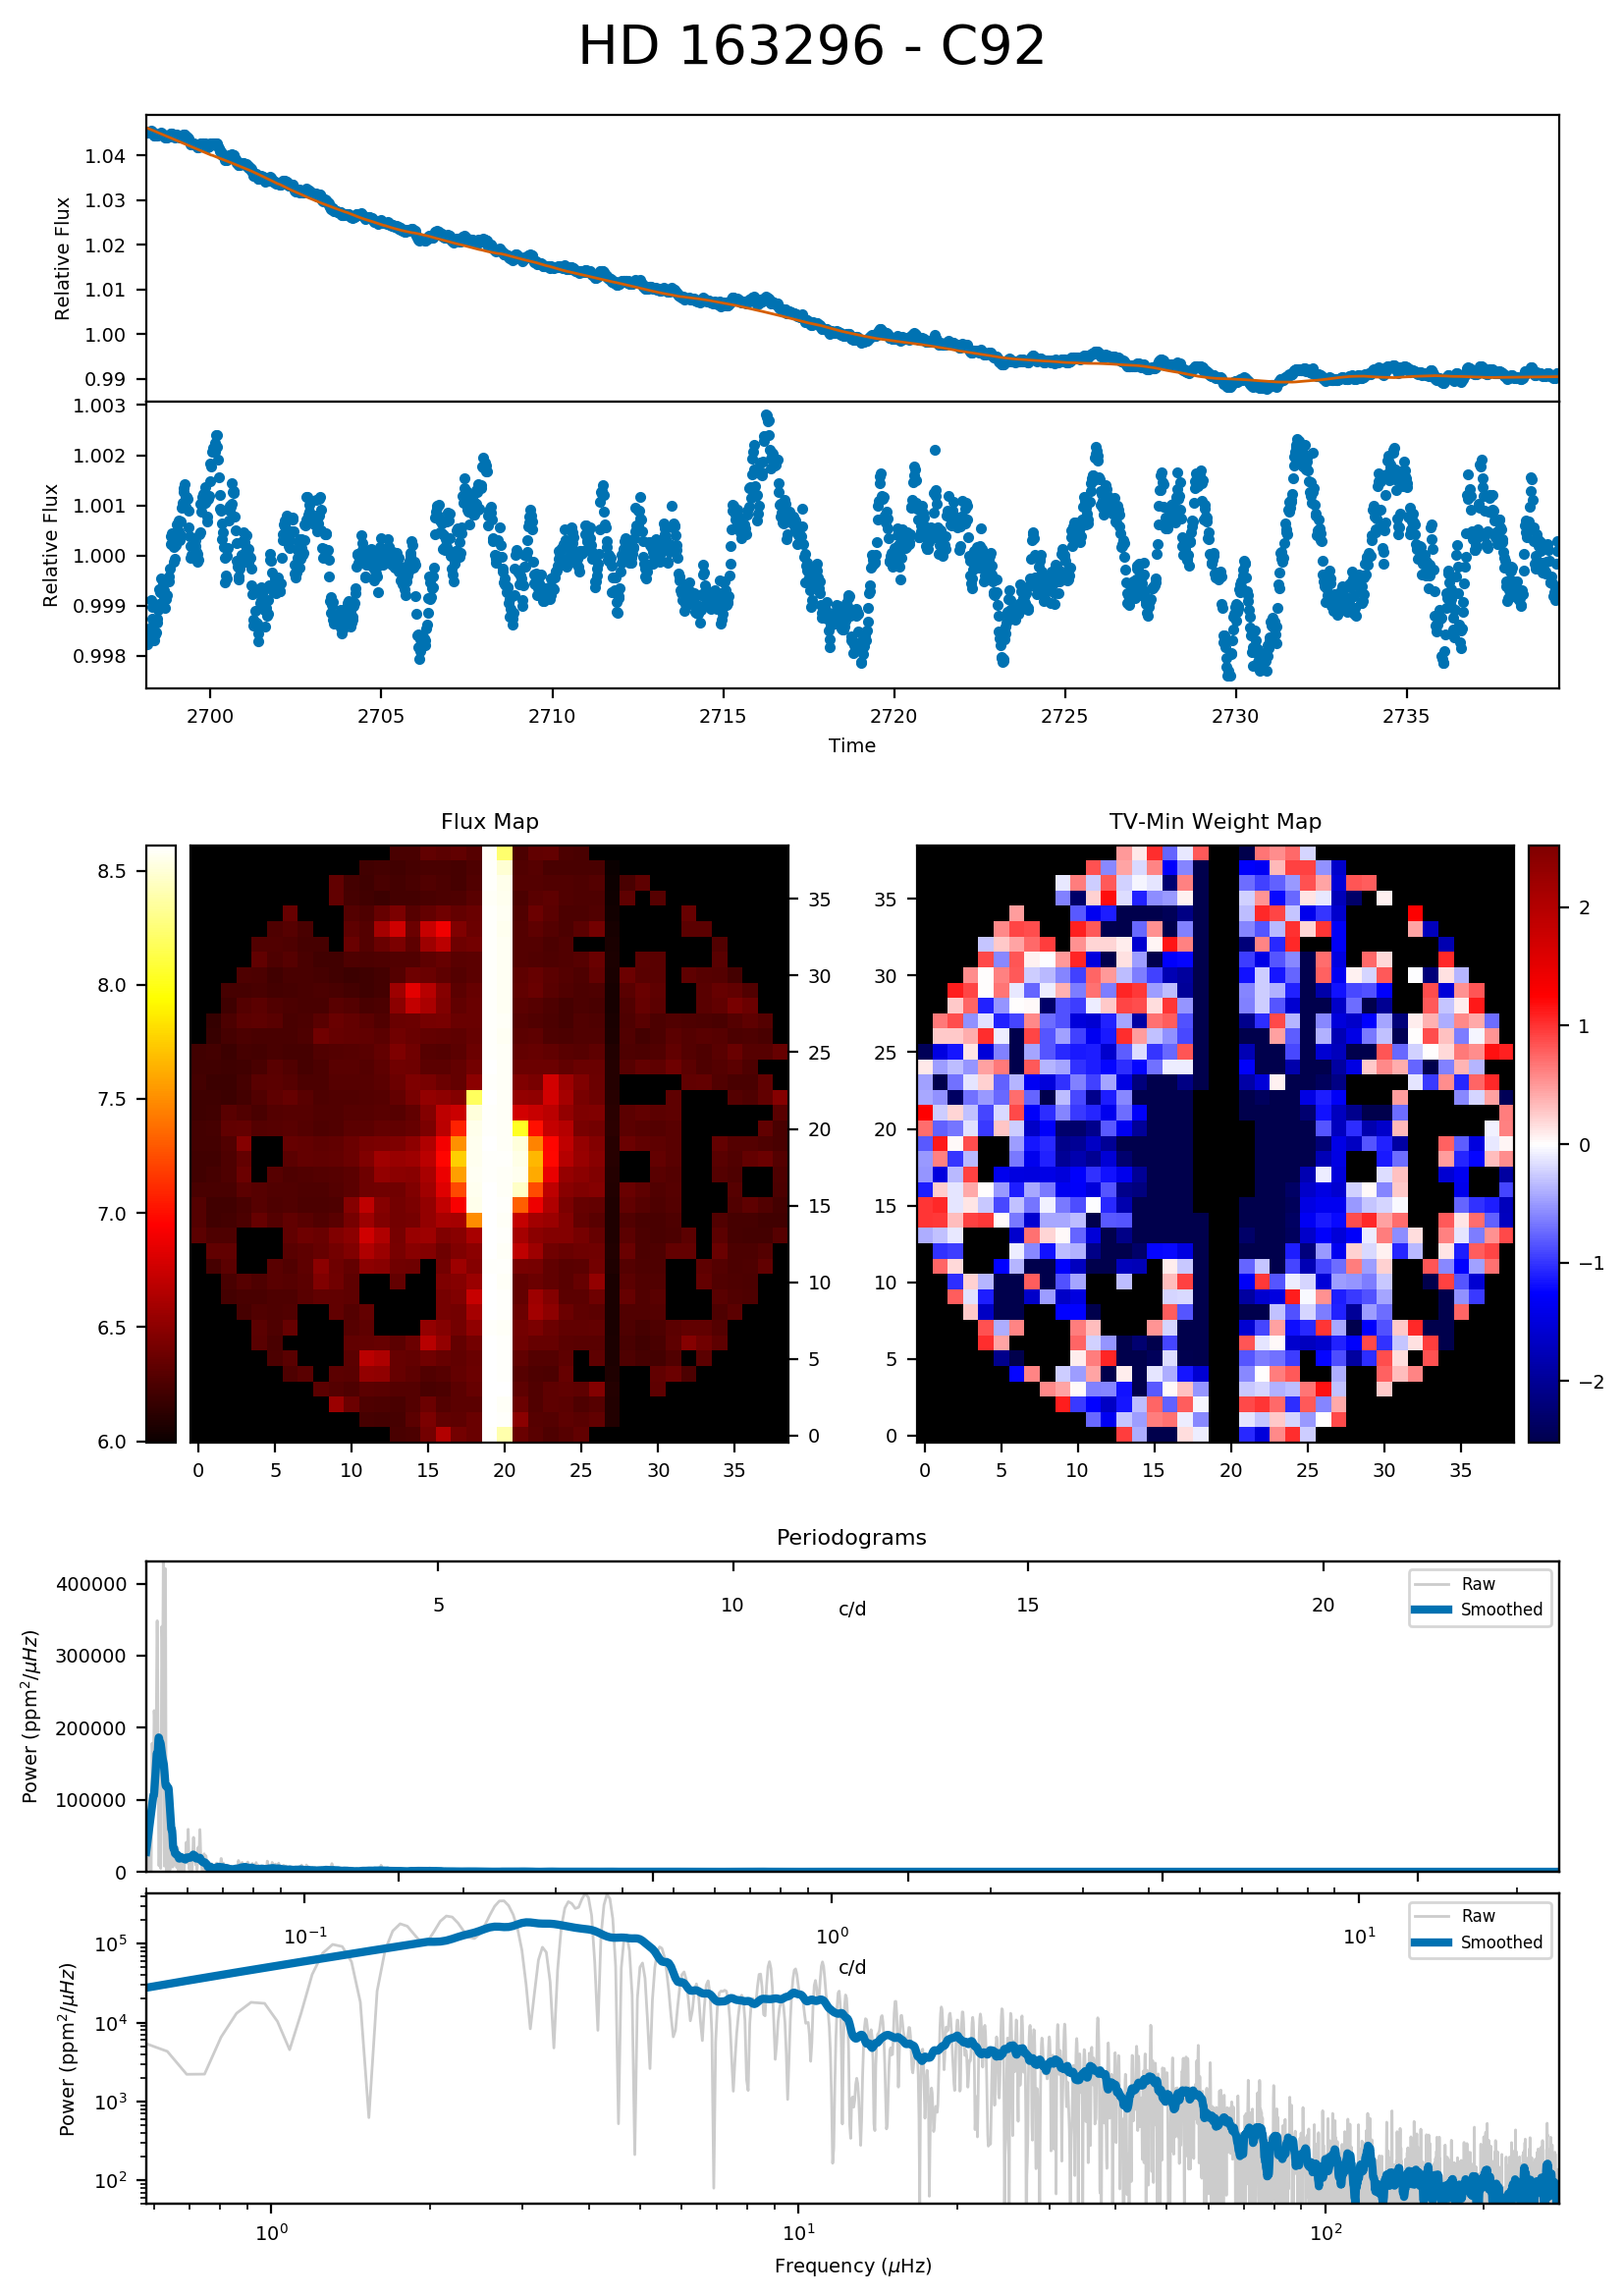 HD 163296 - C92
1.04
1.03
1.02
1.01
1.00
0.99
Relative Flux
1.003
1.002
1.001
1.000
0.999
0.998
Relative Flux
2700 2705 2710 2715 2720 2725 2730 2735
Time
Flux Map
8.5
8.0
7.5
7.0
6.5
6.0
35
30
25
20
15
10
5
0
0 5 10 15 20 25 30 35
TV-Min Weight Map
35
30
25
20
15
10
5
0
0 5 10 15 20 25 30 35
2
1
0
−1
−2
Periodograms
400000
300000
200000
100000
0
Power (ppm²/μHz)
5 10 15 20
c/d
Raw
Smoothed
10⁵
10⁴
10³
10²
Power (ppm²/μHz)
10⁻¹ 10⁰ 10¹
c/d
Raw
Smoothed
10⁰ 10¹ 10²
Frequency (μHz)